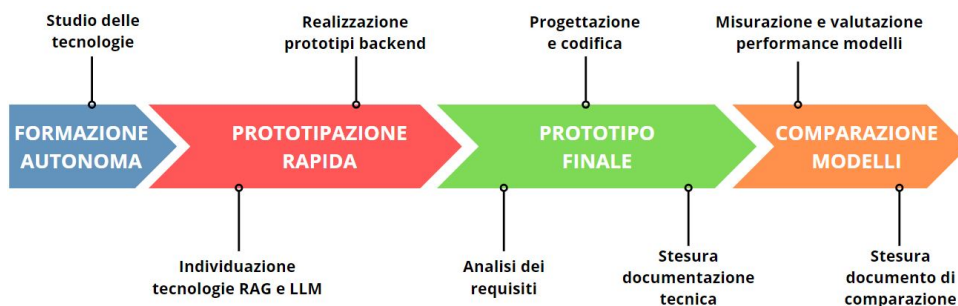 Studio delle
tecnologie
Realizzazione
prototipi backend
Progettazione
e codifica
Misurazione e valutazione
performance modelli
FORMAZIONE
AUTONOMA
PROTOTIPAZIONE
RAPIDA
PROTOTIPO
FINALE
COMPARAZIONE
MODELLI
Individuazione
tecnologie RAG e LLM
Analisi dei
requisiti
Stesura
documentazione
tecnica
Stesura
documento di
comparazione